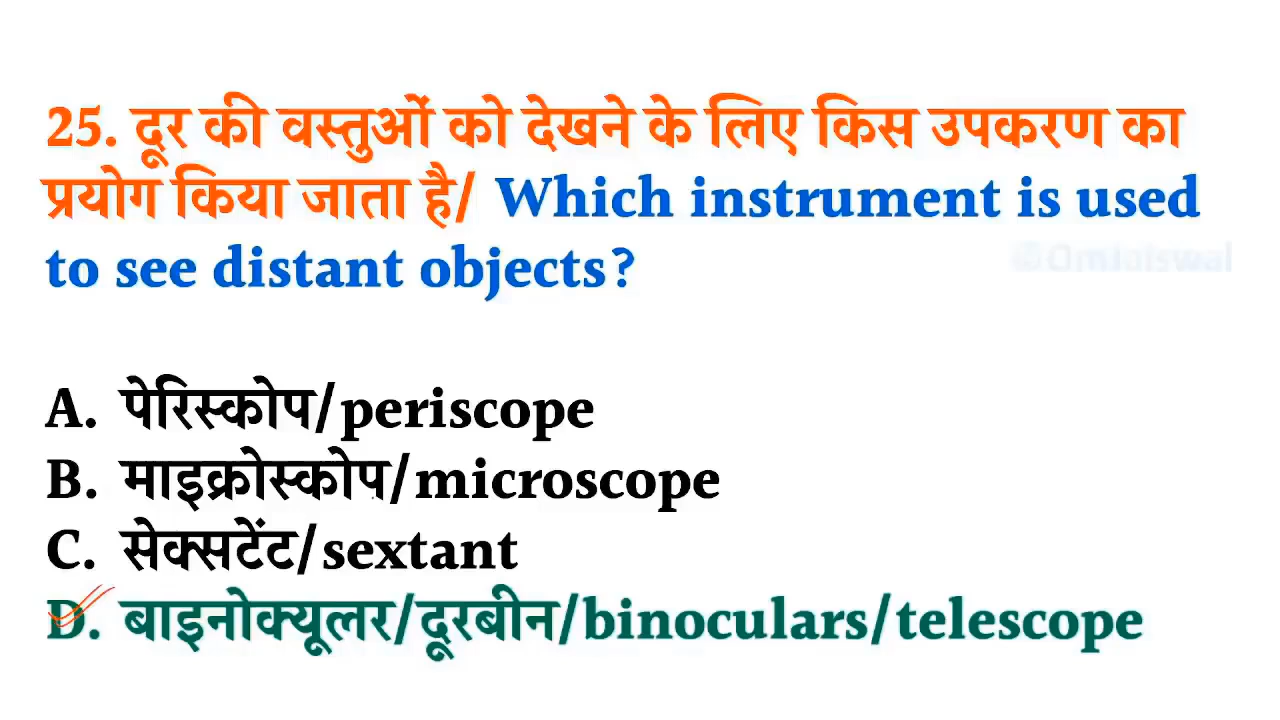 25. दूर की वस्तुओं को देखने के लिए किस उपकरण का
प्रयोग किया जाता है/ Which instrument is used
to see distant objects?
A. पेरिस्कोप/periscope
B. माइक्रोस्कोप/microscope
C. सेक्सटेंट/sextant
D. बाइनोक्यूलर/दूरबीन/binoculars/telescope